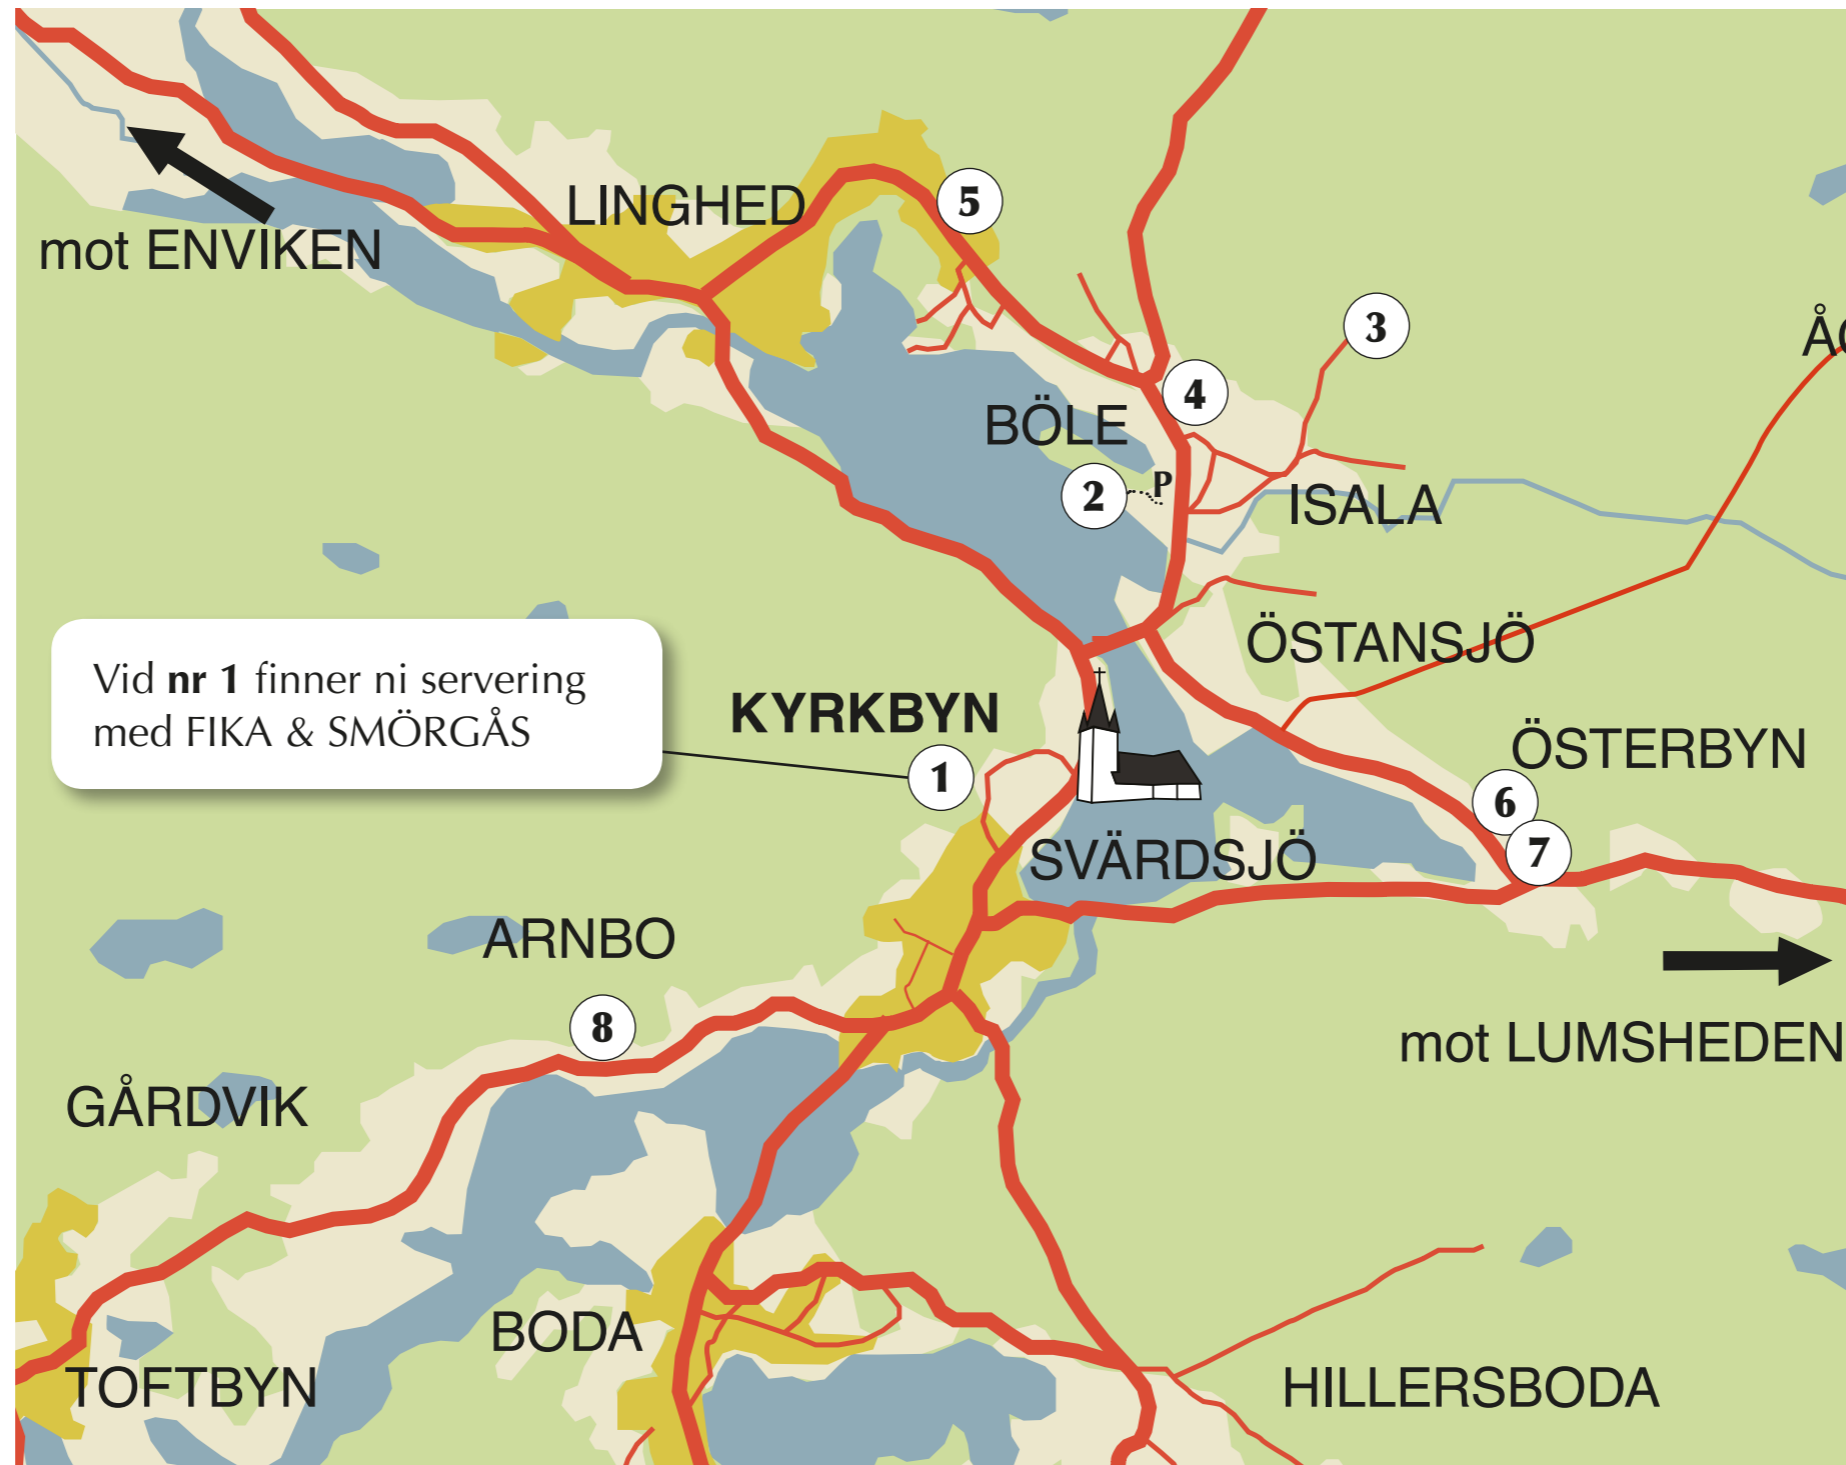 LINGHED
5
mot ENVIKEN
3
4
BÖLE
2
P
ISALA
ÖSTANSJÖ
Vid nr 1 finner ni servering
med FIKA & SMÖRGÅS
KYRKBYN
1
ÖSTERBYN
6
7
SVÄRDSJÖ
ARNBO
8
mot LUMSHEDEN
GÅRDVIK
BODA
TOFTBYN
HILLERSBODA